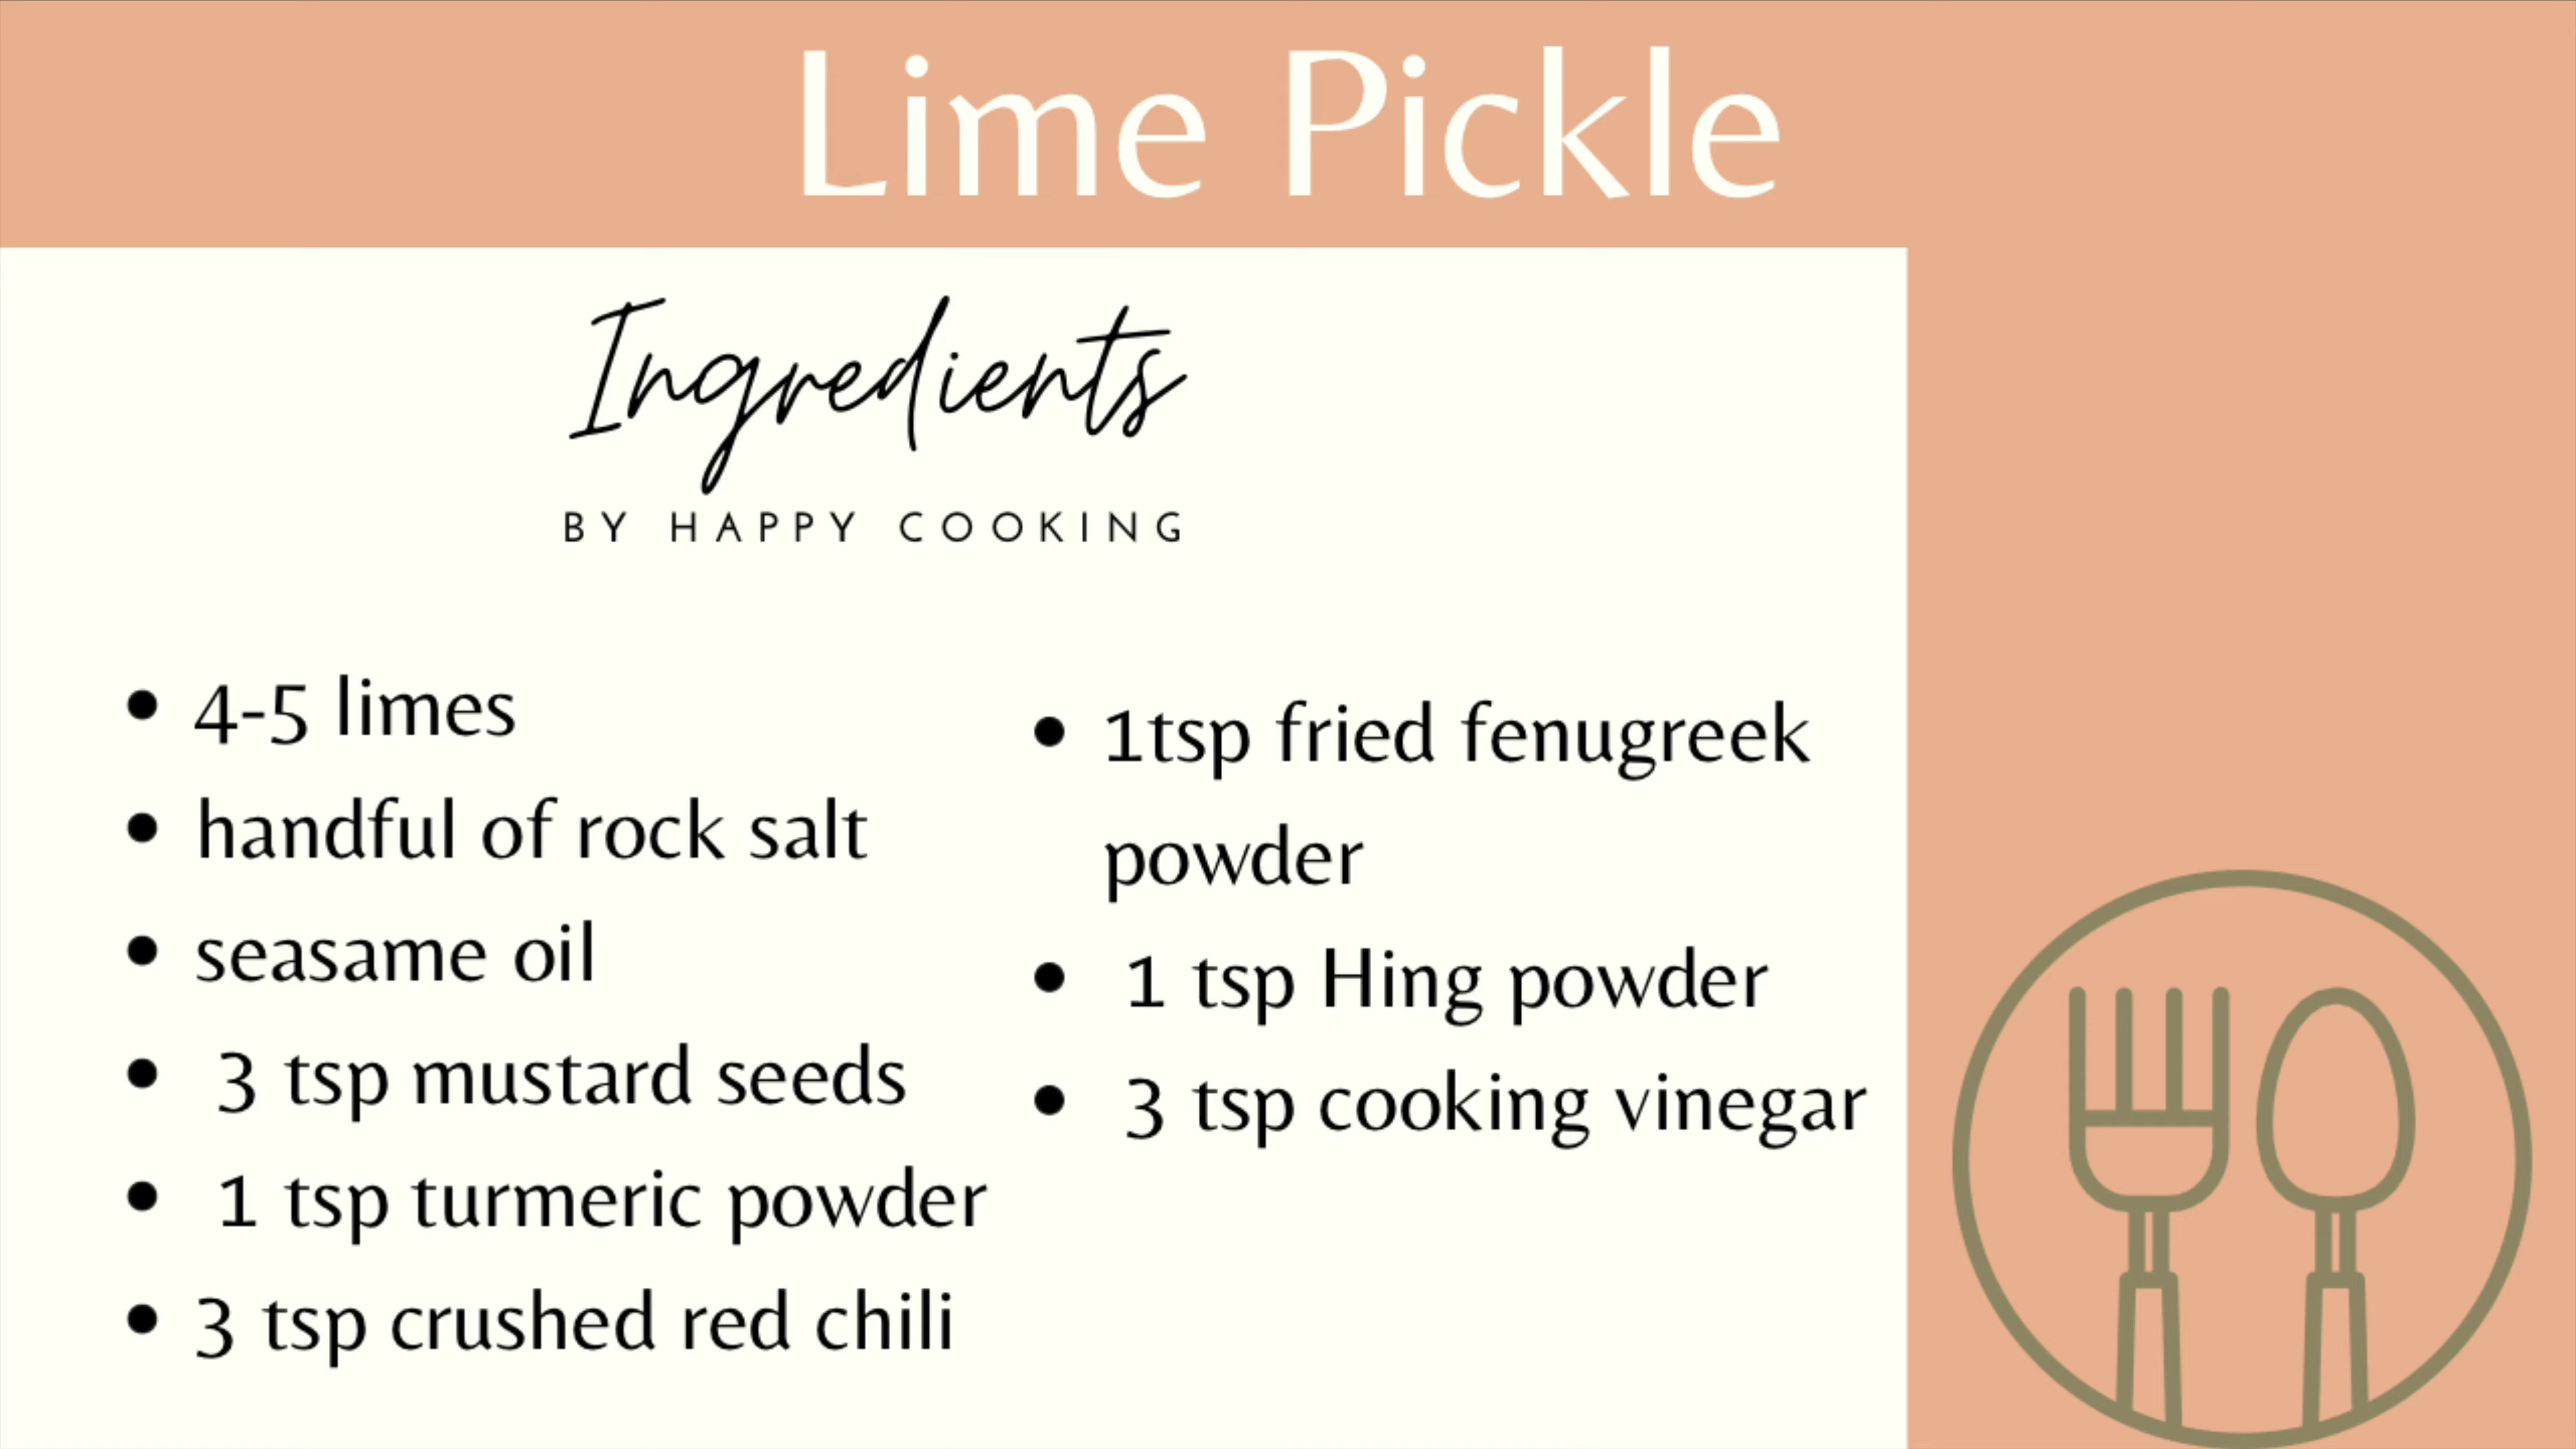 Lime Pickle
Ingredients
BY HAPPY COOKING
4-5 limes
handful of rock salt
seasame oil
3 tsp mustard seeds
1 tsp turmeric powder
3 tsp crushed red chili
1tsp fried fenugreek
powder
1 tsp Hing powder
3 tsp cooking vinegar